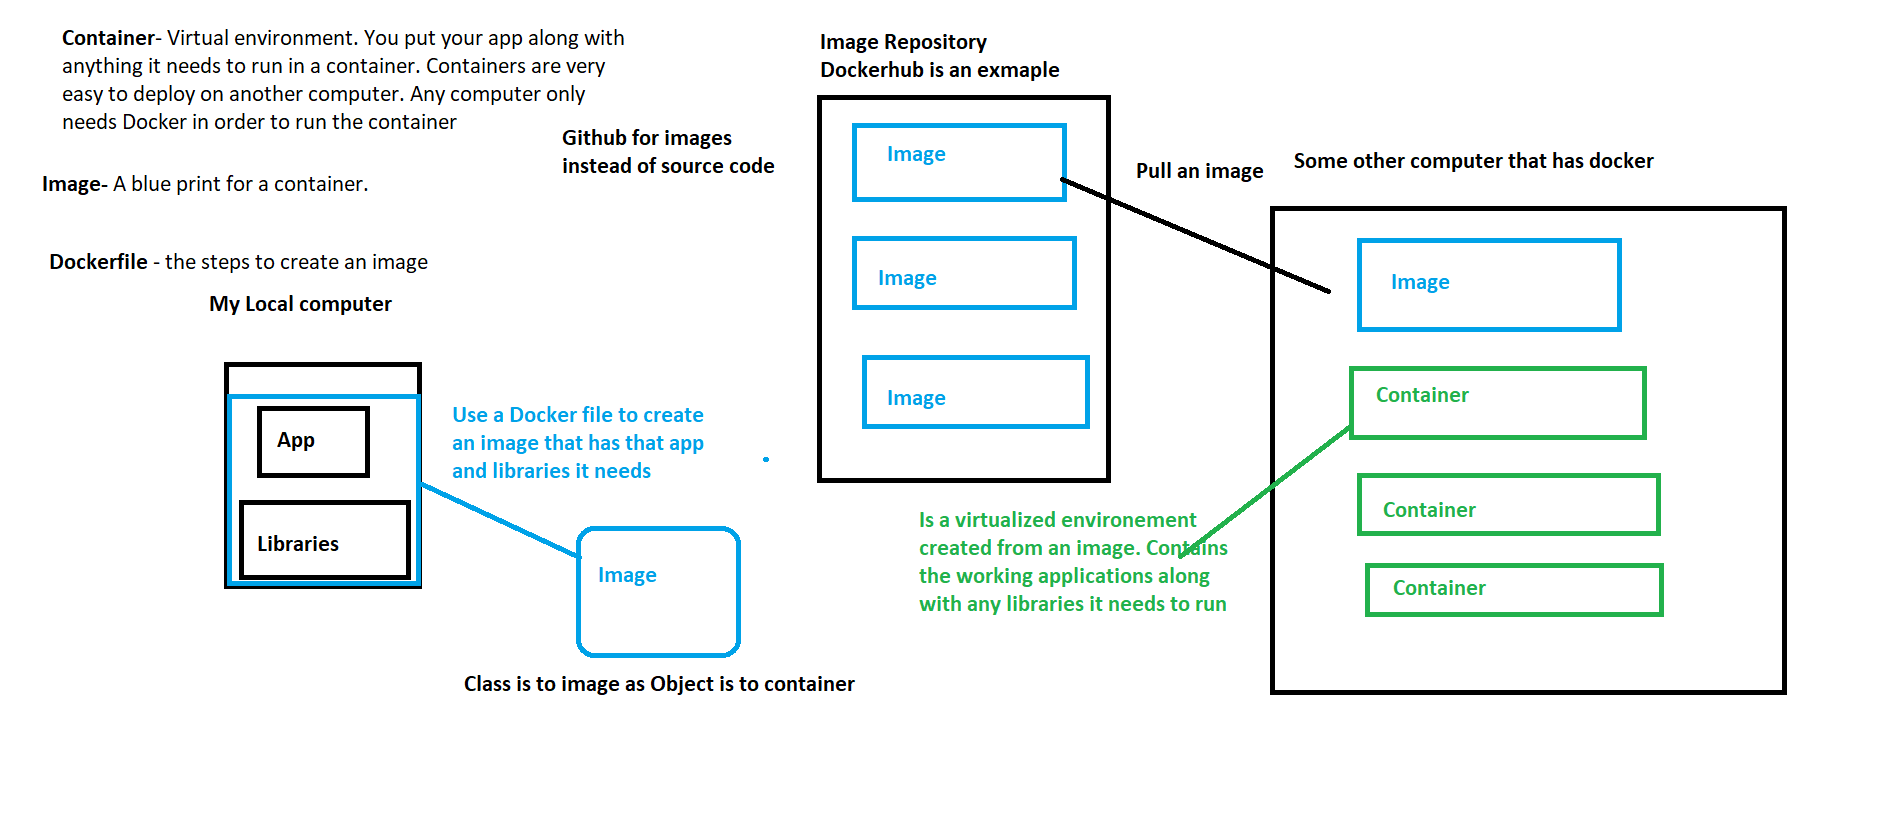 Container- Virtual environment. You put your app along with
anything it needs to run in a container. Containers are very
easy to deploy on another computer. Any computer only
needs Docker in order to run the container
Image- A blue print for a container.
Dockerfile - the steps to create an image
My Local computer
App
Libraries
Use a Docker file to create
an image that has that app
and libraries it needs
Image
Class is to image as Object is to container
Github for images
instead of source code
Image Repository
Dockerhub is an exmaple
Image
Image
Image
Pull an image
Some other computer that has docker
Image
Container
Container
Container
Is a virtualized environement
created from an image. Contains
the working applications along
with any libraries it needs to run